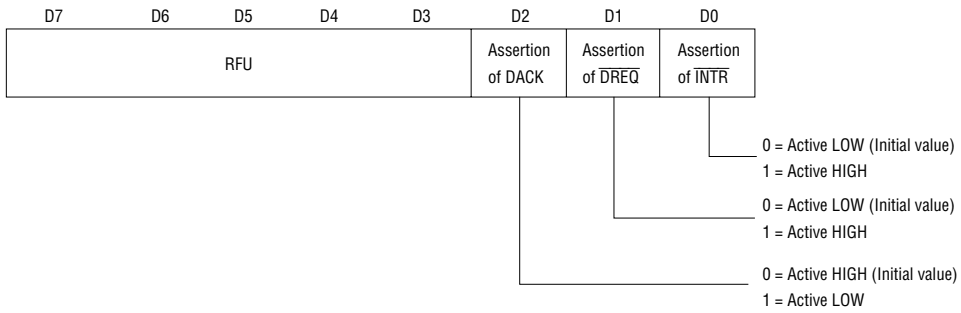 D7 D6 D5 D4 D3 D2 D1 D0
RFU
Assertion
of DACK
Assertion
of D̅R̅E̅Q̅
Assertion
of I̅N̅T̅R̅
0 = Active LOW (Initial value)
1 = Active HIGH
0 = Active LOW (Initial value)
1 = Active HIGH
0 = Active HIGH (Initial value)
1 = Active LOW